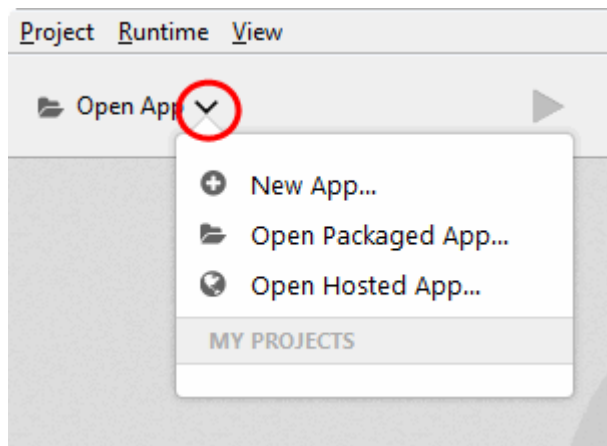 Project Runtime View
Open App
New App...
Open Packaged App...
Open Hosted App...
MY PROJECTS